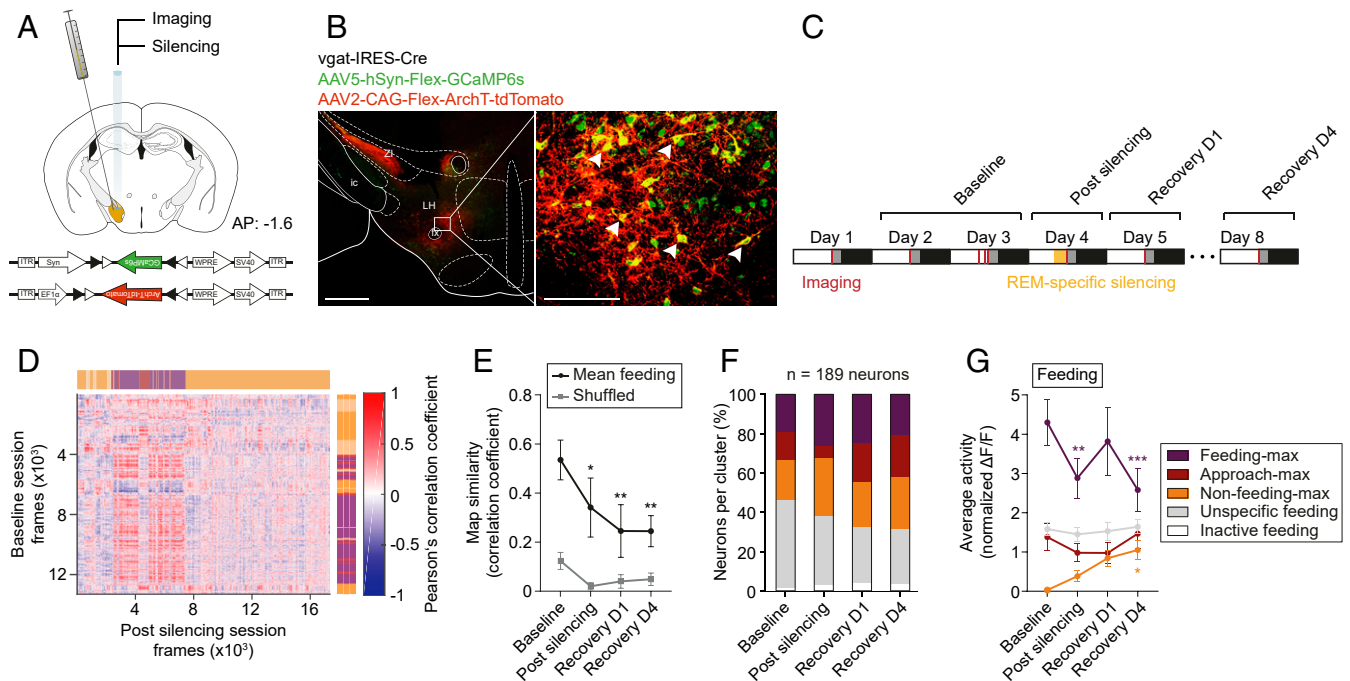 A
Imaging
Silencing
AP: -1.6
ITR Syn GCaMP6s WPRE SV40 ITR
ITR EF1α ArchT-tdTomato WPRE SV40 ITR
B
vgat-IRES-Cre
AAV5-hSyn-Flex-GCaMP6s
AAV2-CAG-Flex-ArchT-tdTomato
ZI
ic
LH
fx
C
Baseline
Post silencing
Recovery D1
Recovery D4
Day 1 Day 2 Day 3 Day 4 Day 5 Day 8
Imaging
REM-specific silencing
D
Baseline session
frames (x10³)
4
8
12
4 8 12 16
Post silencing session
frames (x10³)
1
0.5
0
-0.5
-1
Pearson's correlation coefficient
E
Mean feeding
Shuffled
Map similarity
(correlation coefficient)
0.8
0.6
0.4
0.2
0
*
**
**
Baseline
Post silencing
Recovery D1
Recovery D4
F
n = 189 neurons
Neurons per cluster (%)
100
80
60
40
20
0
Baseline
Post silencing
Recovery D1
Recovery D4
G
Feeding
Average activity
(normalized ΔF/F)
5
4
3
2
1
0
**
***
*
Baseline
Post silencing
Recovery D1
Recovery D4
Feeding-max
Approach-max
Non-feeding-max
Unspecific feeding
Inactive feeding